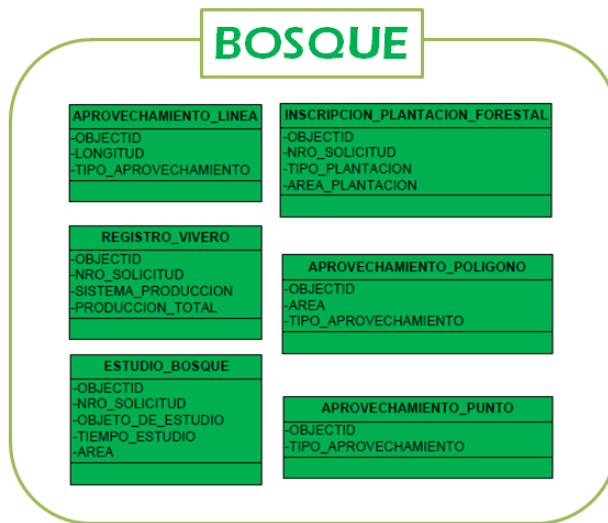 BOSQUE
APROVECHAMIENTO_LINEA
-OBJECTID
-LONGITUD
-TIPO_APROVECHAMIENTO
INSCRIPCION_PLANTACION_FORESTAL
-OBJECTID
-NRO_SOLICITUD
-TIPO_PLANTACION
-AREA_PLANTACION
REGISTRO_VIVERO
-OBJECTID
-NRO_SOLICITUD
-SISTEMA_PRODUCCION
-PRODUCCION_TOTAL
APROVECHAMIENTO_POLIGONO
-OBJECTID
-AREA
-TIPO_APROVECHAMIENTO
ESTUDIO_BOSQUE
-OBJECTID
-NRO_SOLICITUD
-OBJETO_DE_ESTUDIO
-TIEMPO_ESTUDIO
-AREA
APROVECHAMIENTO_PUNTO
-OBJECTID
-TIPO_APROVECHAMIENTO